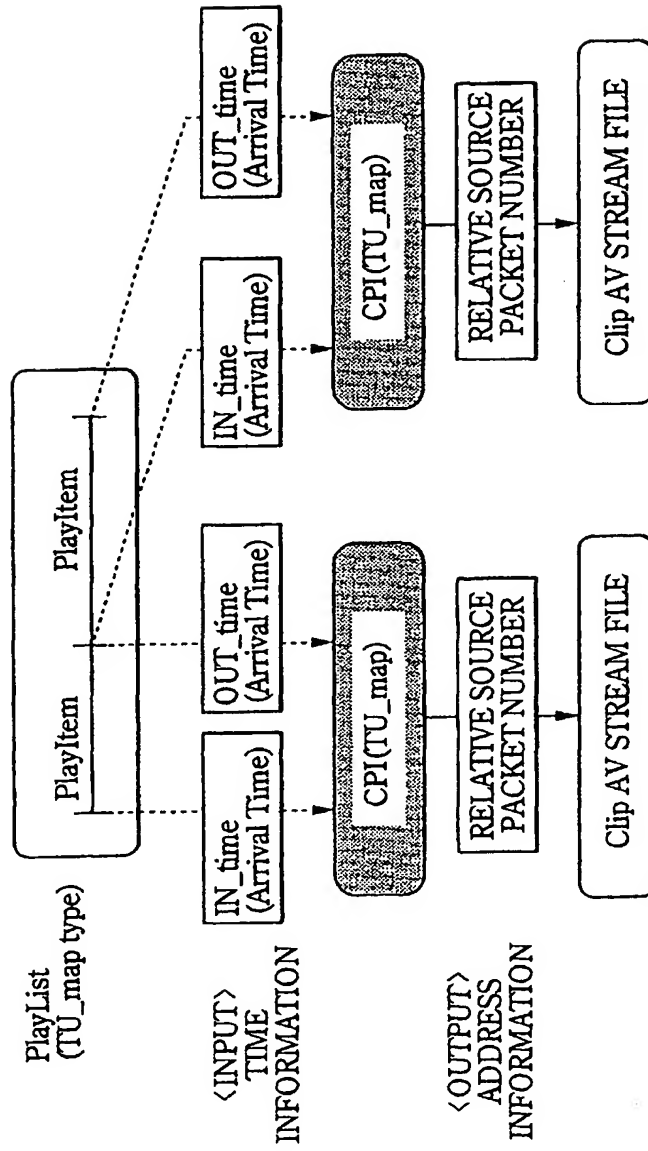 PlayList
(TU_map type)
PlayItem
PlayItem
<INPUT>
TIME
INFORMATION
IN_time
(Arrival Time)
OUT_time
(Arrival Time)
IN_time
(Arrival Time)
OUT_time
(Arrival Time)
CPI(TU_map)
CPI(TU_map)
<OUTPUT>
ADDRESS
INFORMATION
RELATIVE SOURCE
PACKET NUMBER
RELATIVE SOURCE
PACKET NUMBER
Clip AV STREAM FILE
Clip AV STREAM FILE